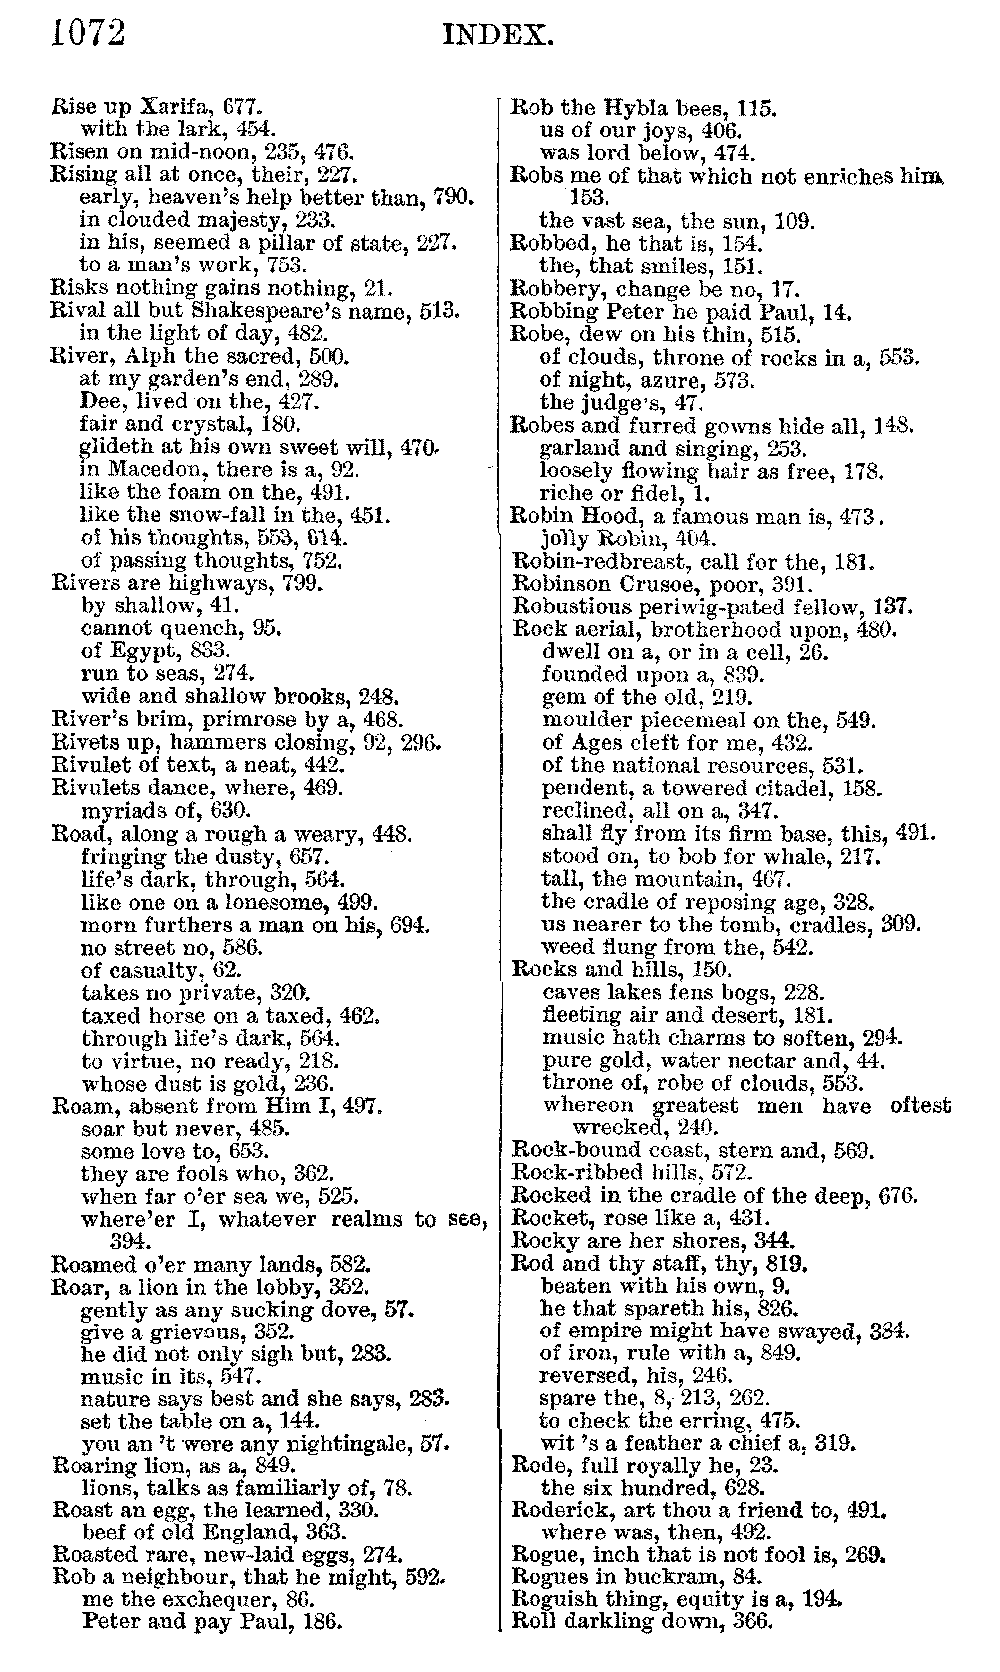 1072
INDEX.
Rise up Xarifa, 677.
with the lark, 454.
Risen on mid-noon, 235, 476.
Rising all at once, their, 227.
early, heaven's help better than, 790.
in clouded majesty, 233.
in his, seemed a pillar of state, 227.
to a man's work, 753.
Risks nothing gains nothing, 21.
Rival all but Shakespeare's name, 513.
in the light of day, 482.
River, Alph the sacred, 500.
at my garden's end, 289.
Dee, lived on the, 427.
fair and crystal, 180.
glideth at his own sweet will, 470.
in Macedon, there is a, 92.
like the foam on the, 491.
like the snow-fall in the, 451.
of his thoughts, 553, 614.
of passing thoughts, 752.
Rivers are highways, 799.
by shallow, 41.
cannot quench, 95.
of Egypt, 833.
run to seas, 274.
wide and shallow brooks, 248.
River's brim, primrose by a, 468.
Rivets up, hammers closing, 92, 296.
Rivulet of text, a neat, 442.
Rivulets dance, where, 469.
myriads of, 630.
Road, along a rough a weary, 448.
fringing the dusty, 657.
life's dark, through, 564.
like one on a lonesome, 499.
morn furthers a man on his, 694.
no street no, 586.
of casualty, 62.
takes no private, 320.
taxed horse on a taxed, 462.
through life's dark, 564.
to virtue, no ready, 218.
whose dust is gold, 236.
Roam, absent from Him I, 497.
soar but never, 485.
some love to, 653.
they are fools who, 362.
when far o'er sea we, 525.
where'er I, whatever realms to see,
394.
Roamed o'er many lands, 582.
Roar, a lion in the lobby, 352.
gently as any sucking dove, 57.
give a grievous, 352.
he did not only sigh but, 283.
music in its, 547.
nature says best and she says, 283.
set the table on a, 144.
you an 't were any nightingale, 57.
Roaring lion, as a, 849.
lions, talks as familiarly of, 78.
Roast an egg, the learned, 330.
beef of old England, 363.
Roasted rare, new-laid eggs, 274.
Rob a neighbour, that he might, 592.
me the exchequer, 86.
Peter and pay Paul, 186.
Rob the Hybla bees, 115.
us of our joys, 406.
was lord below, 474.
Robs me of that which not enriches him,
153.
the vast sea, the sun, 109.
Robbed, he that is, 154.
the, that smiles, 151.
Robbery, change be no, 17.
Robbing Peter he paid Paul, 14.
Robe, dew on his thin, 515.
of clouds, throne of rocks in a, 553.
of night, azure, 573.
the judge's, 47.
Robes and furred gowns hide all, 148.
garland and singing, 253.
loosely flowing hair as free, 178.
riche or fidel, 1.
Robin Hood, a famous man is, 473.
jolly Robin, 404.
Robin-redbreast, call for the, 181.
Robinson Crusoe, poor, 391.
Robustious periwig-pated fellow, 137.
Rock aerial, brotherhood upon, 480.
dwell on a, or in a cell, 26.
founded upon a, 839.
gem of the old, 219.
moulder piecemeal on the, 549.
of Ages cleft for me, 432.
of the national resources, 531.
pendent, a towered citadel, 158.
reclined, all on a, 347.
shall fly from its firm base, this, 491.
stood on, to bob for whale, 217.
tall, the mountain, 467.
the cradle of reposing age, 328.
us nearer to the tomb, cradles, 309.
weed flung from the, 542.
Rocks and hills, 150.
caves lakes fens bogs, 228.
fleeting air and desert, 181.
music hath charms to soften, 294.
pure gold, water nectar and, 44.
throne of, robe of clouds, 553.
whereon greatest men have oftest
wrecked, 240.
Rock-bound coast, stern and, 569.
Rock-ribbed hills, 572.
Rocked in the cradle of the deep, 676.
Rocket, rose like a, 431.
Rocky are her shores, 344.
Rod and thy staff, thy, 819.
beaten with his own, 9.
he that spareth his, 826.
of empire might have swayed, 384.
of iron, rule with a, 849.
reversed, his, 246.
spare the, 8, 213, 262.
to check the erring, 475.
wit 's a feather a chief a, 319.
Rode, full royally he, 23.
the six hundred, 628.
Roderick, art thou a friend to, 491.
where was, then, 492.
Rogue, inch that is not fool is, 269.
Rogues in buckram, 84.
Roguish thing, equity is a, 194.
Roll darkling down, 366.